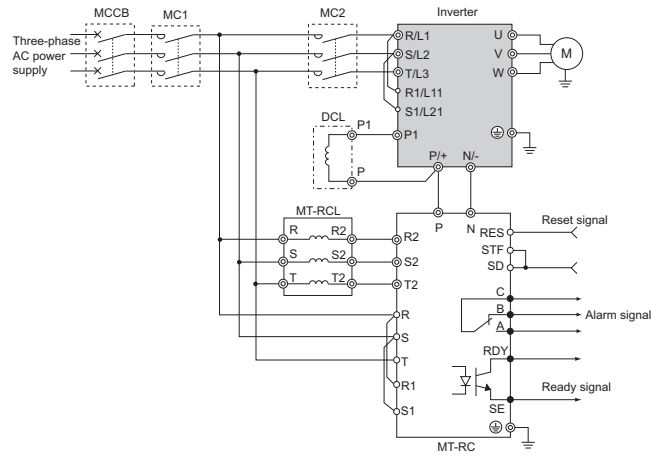 MCCB MC1 MC2 Inverter
Three-phase
AC power
supply
R/L1 U
S/L2 V M
T/L3 W
R1/L11
S1/L21
DCL
P1 P1
P P/+ N/-
MT-RCL
P N
R R2 R2
S S2 S2
T T2 T2
RES Reset signal
STF
SD
C
B Alarm signal
A
R
S
T
R1
S1
RDY
Ready signal
SE
MT-RC